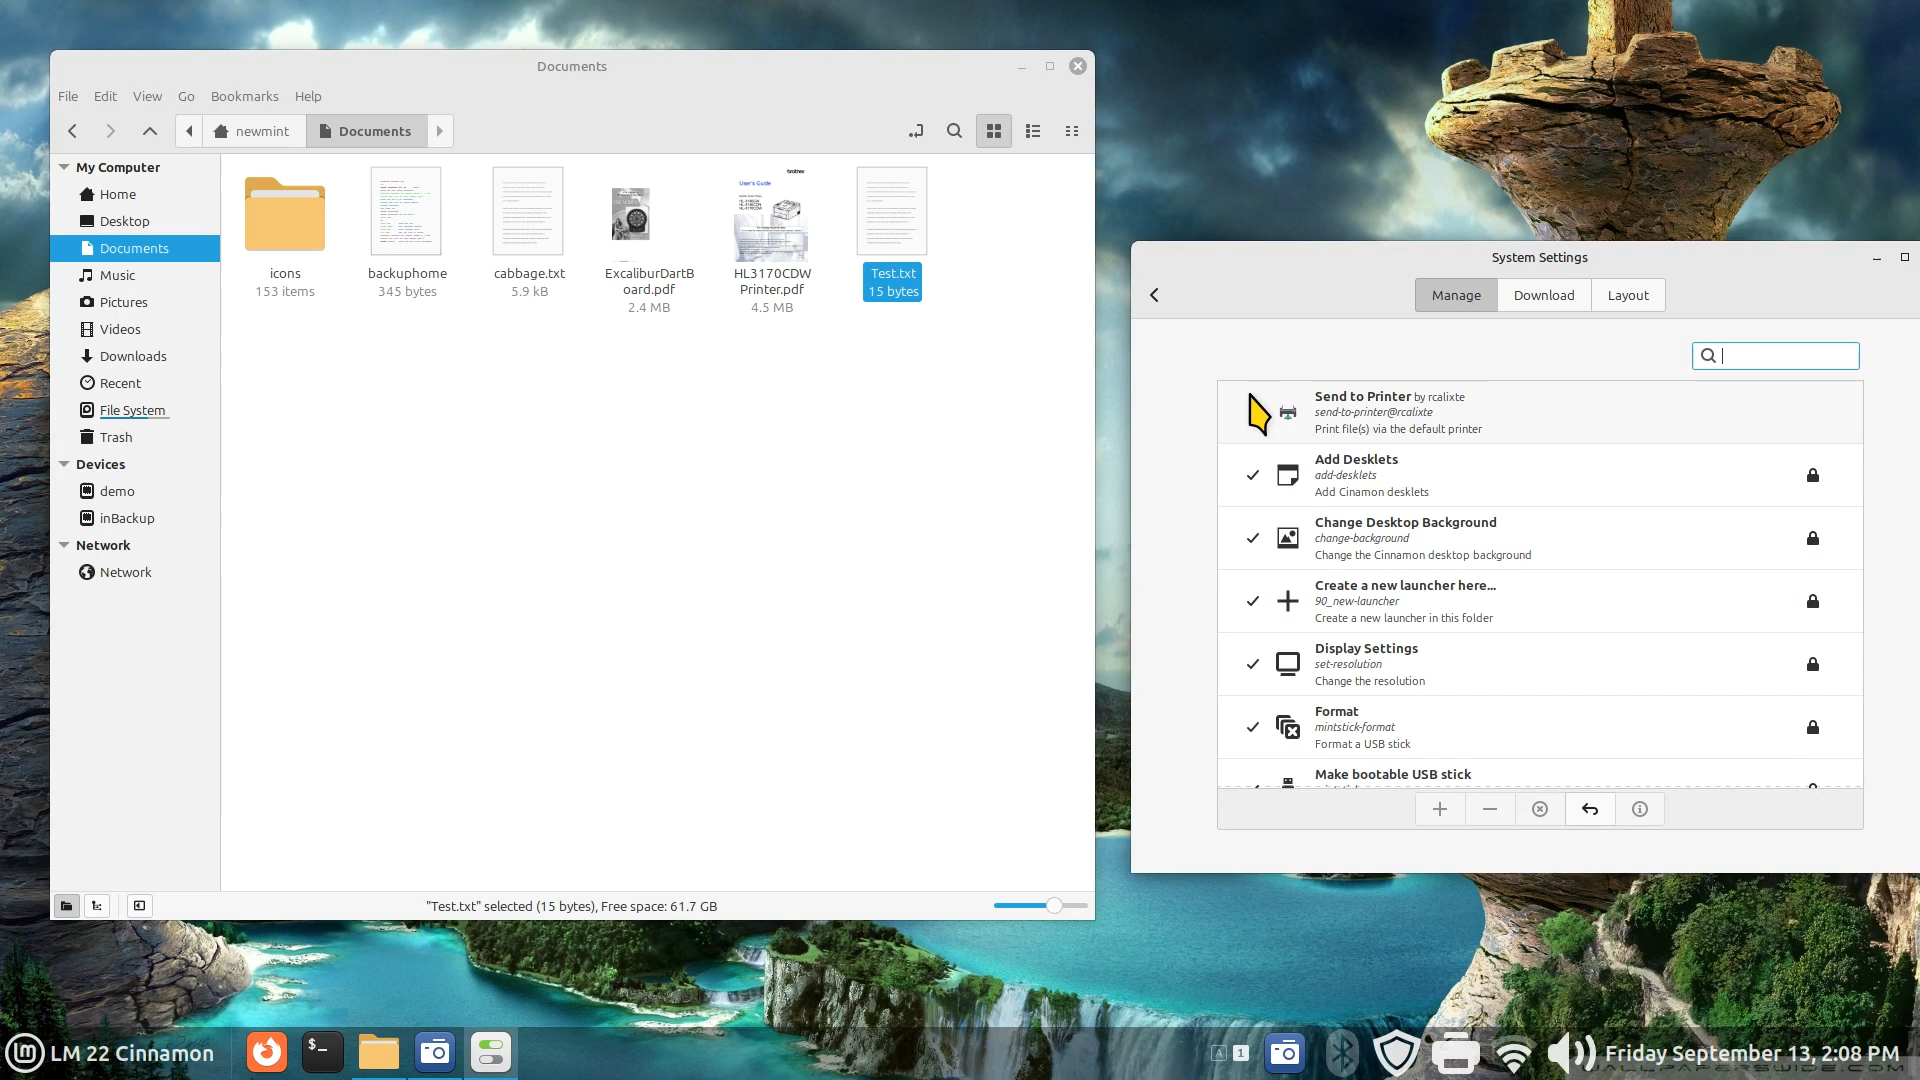 Documents
File Edit View Go Bookmarks Help
newmint Documents
My Computer
Home
Desktop
Documents
Music
Pictures
Videos
Downloads
Recent
File System
Trash
Devices
demo
inBackup
Network
Network
icons
153 items
backuphome
345 bytes
cabbage.txt
5.9 kB
ExcaliburDartB
oard.pdf
2.4 MB
brother
User's Guide
HL3170CDW
Printer.pdf
4.5 MB
Test.txt
15 bytes
"Test.txt" selected (15 bytes), Free space: 61.7 GB
System Settings
Manage Download Layout
Send to Printer by rcalixte
send-to-printer@rcalixte
Print file(s) via the default printer
Add Desklets
add-desklets
Add Cinamon desklets
Change Desktop Background
change-background
Change the Cinnamon desktop background
Create a new launcher here...
90_new-launcher
Create a new launcher in this folder
Display Settings
set-resolution
Change the resolution
Format
mintstick-format
Format a USB stick
Make bootable USB stick
LM 22 Cinnamon
$_
A 1
Friday September 13, 2:08 PM
WALLPAPERSWIDE.COM